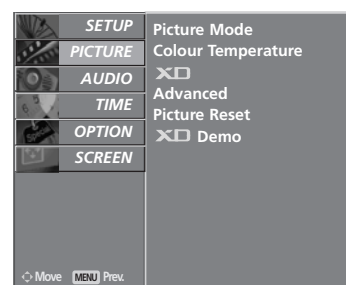 SETUP
PICTURE
AUDIO
TIME
OPTION
SCREEN
Move MENU Prev.
Picture Mode
Colour Temperature
XD
Advanced
Picture Reset
XD Demo